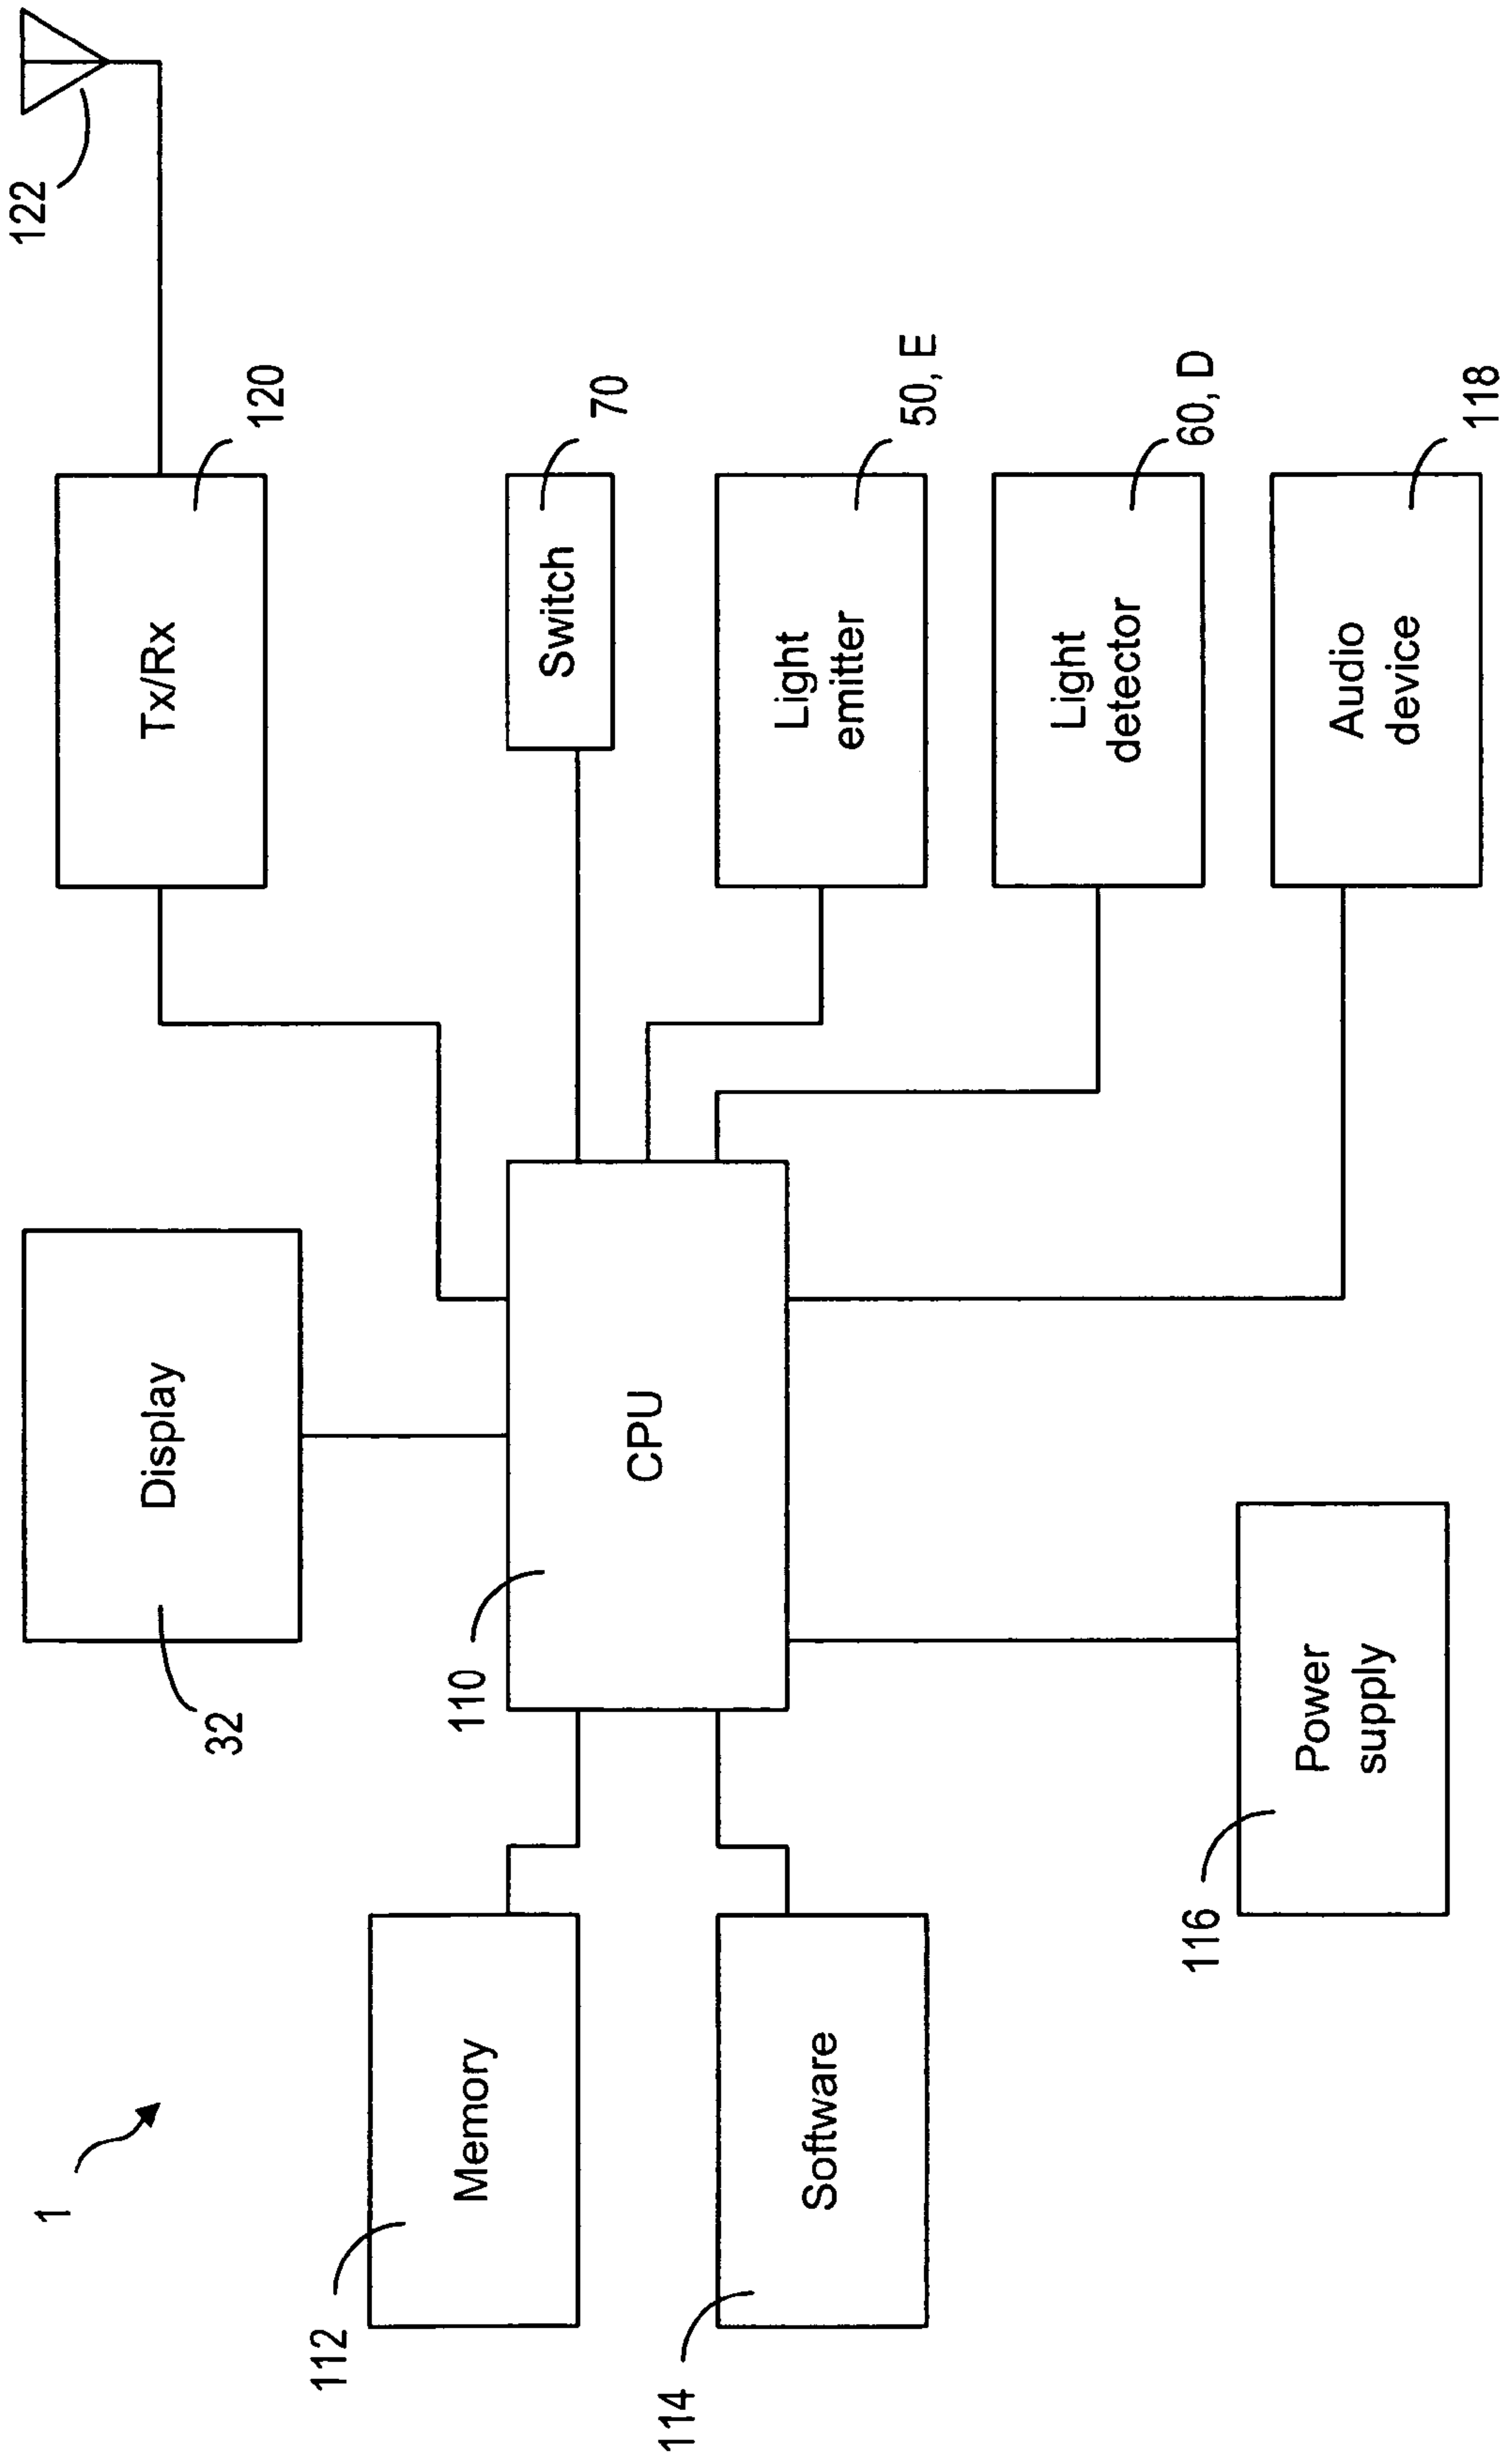 1
122
32
Display
Tx/Rx
120
112
Memory
110
CPU
Switch
70
114
Software
Light
emitter
50, E
Light
detector
60, D
116
Power
supply
Audio
device
118